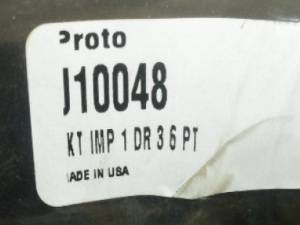 Proto
J10048
KT IMP 1 DR 3 6 PT
ADE IN USA